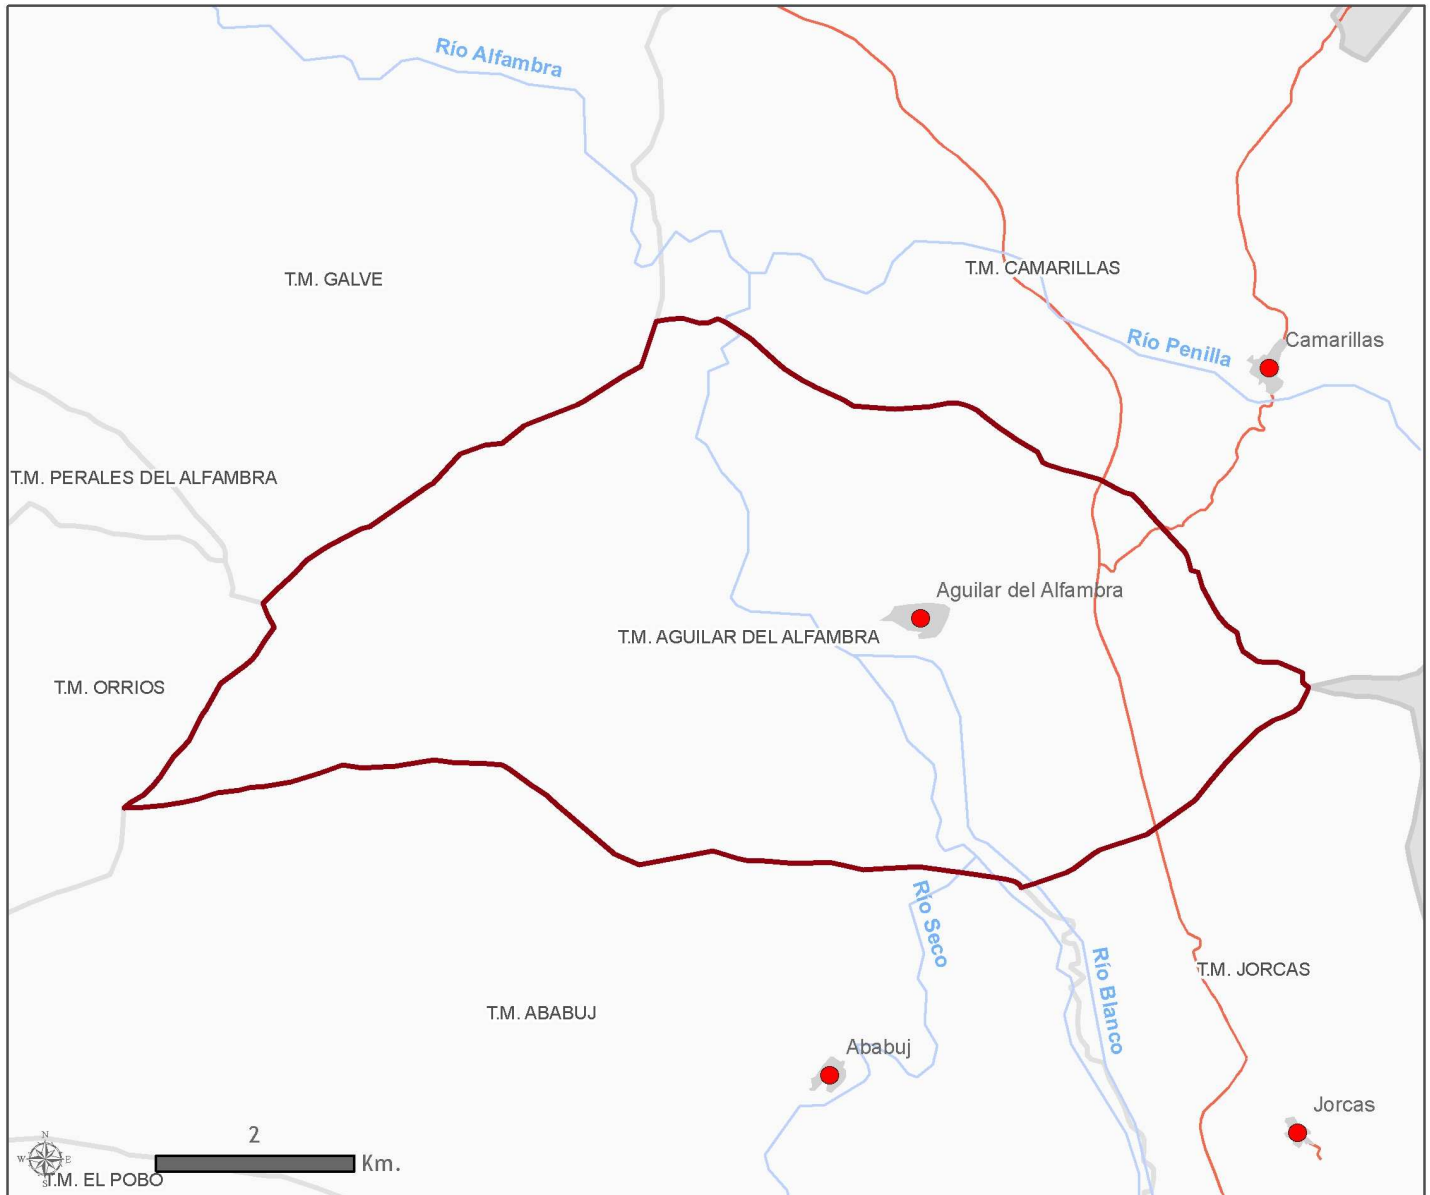 Río Alfambra
T.M. GALVE
T.M. CAMARILLAS
Río Penilla
Camarillas
T.M. PERALES DEL ALFAMBRA
Aguilar del Alfambra
T.M. AGUILAR DEL ALFAMBRA
T.M. ORRIOS
Río Seco
Río Blanco
T.M. JORCAS
T.M. ABABUJ
Ababuj
Jorcas
2
Km.
N
W E
S
T.M. EL POBO